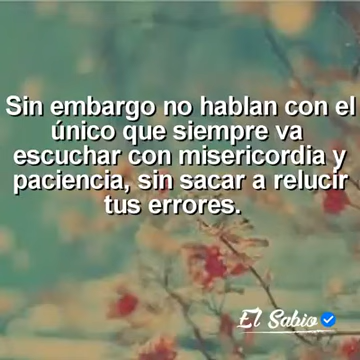 Sin embargo no hablan con el
único que siempre va
escuchar con misericordia y
paciencia, sin sacar a relucir
tus errores.
El Sabio